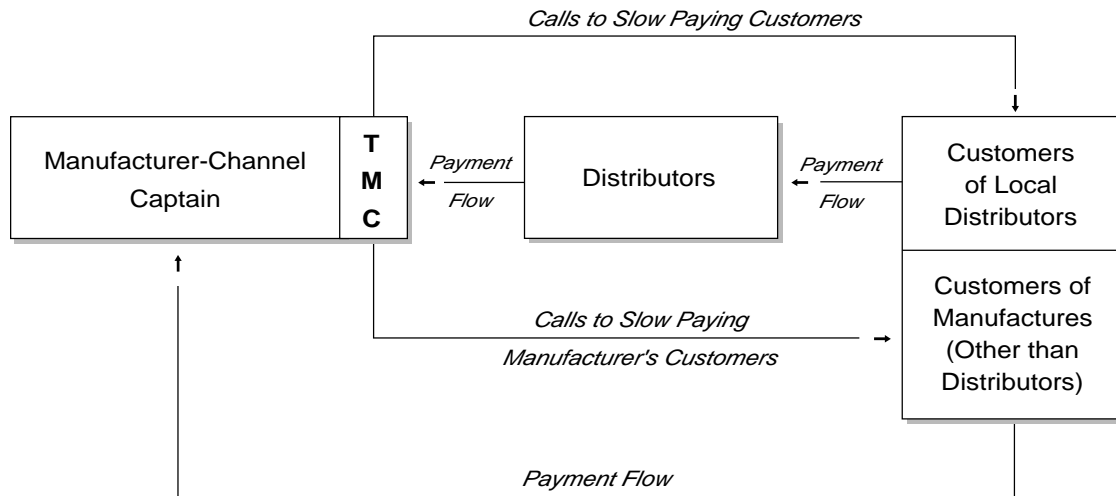 Calls to Slow Paying Customers
Manufacturer-Channel
Captain
T
M
C
Payment
Flow
Distributors
Payment
Flow
Customers
of Local
Distributors
Calls to Slow Paying
Manufacturer's Customers
Customers of
Manufactures
(Other than
Distributors)
Payment Flow